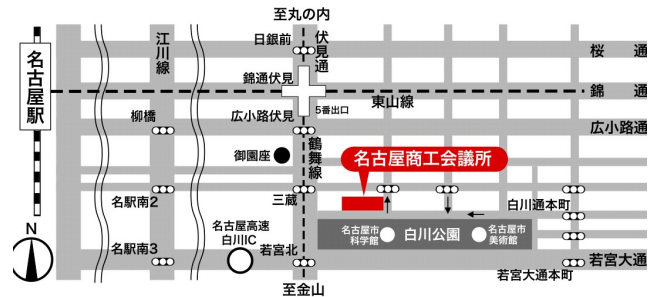 至丸の内
日銀前
伏見通
江川線
桜 通
名古屋駅
錦通伏見
錦 通
東山線
5番出口
柳橋
広小路伏見
広小路通
御園座
鶴舞線
名古屋商工会議所
名駅南2
三蔵
白川通本町
名古屋高速
白川IC
名古屋市
科学館
白川公園
名古屋市
美術館
N
名駅南3
若宮北
若宮大通
若宮大通本町
至金山